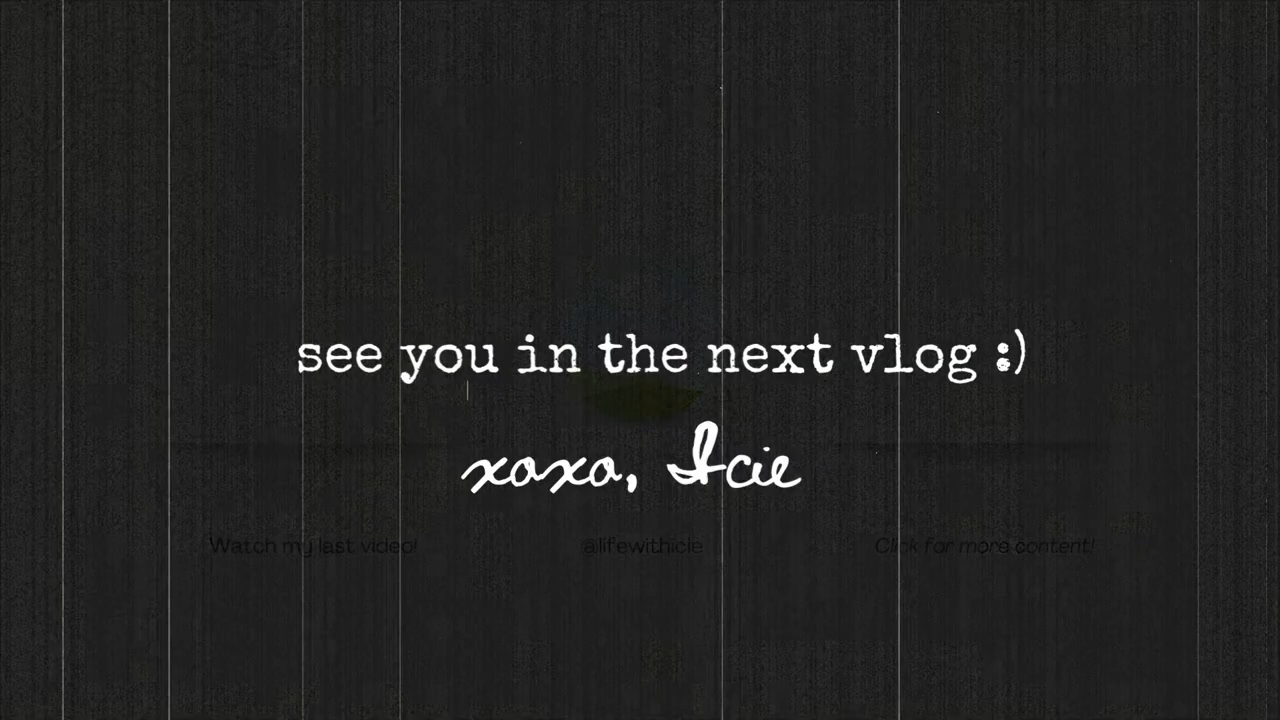 see you in the next vlog :)
xoxo, Icie
Watch my last video!
@lifewithicie
Click for more content!